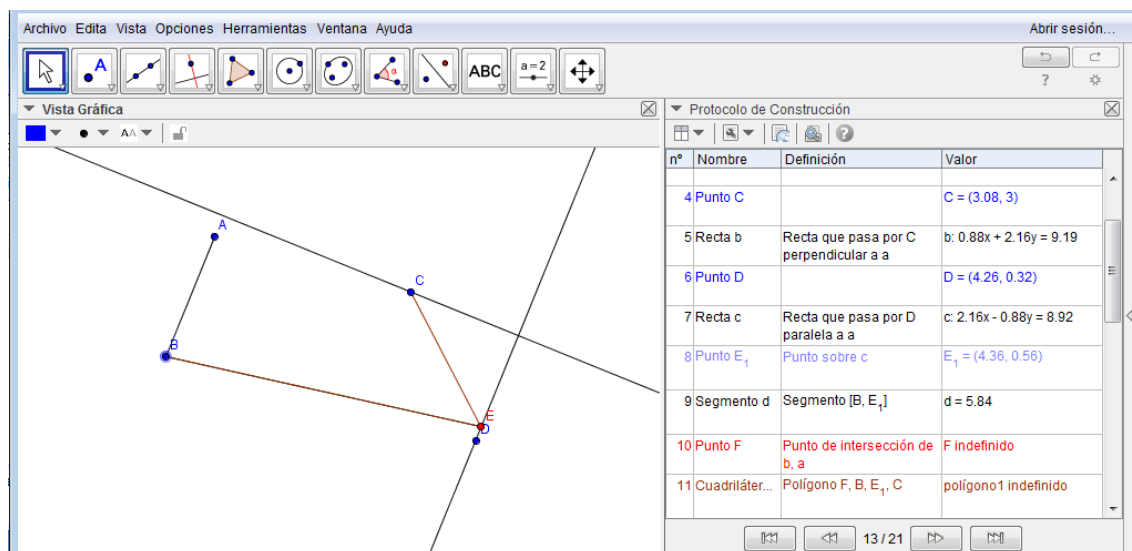 Archivo Edita Vista Opciones Herramientas Ventana Ayuda
Abrir sesión...
A
α
ABC
a=2
?
Vista Gráfica
AA
A
C
B
E
D
Protocolo de Construcción
?
nº Nombre Definición Valor
4 Punto C C = (3.08, 3)
5 Recta b Recta que pasa por C b: 0.88x + 2.16y = 9.19
perpendicular a a
6 Punto D D = (4.26, 0.32)
7 Recta c Recta que pasa por D c: 2.16x - 0.88y = 8.92
paralela a a
8 Punto E₁ Punto sobre c E₁ = (4.36, 0.56)
9 Segmento d Segmento [B, E₁] d = 5.84
10 Punto F Punto de intersección de F indefinido
b, a
11 Cuadriláter... Polígono F, B, E₁, C polígono1 indefinido
13 / 21